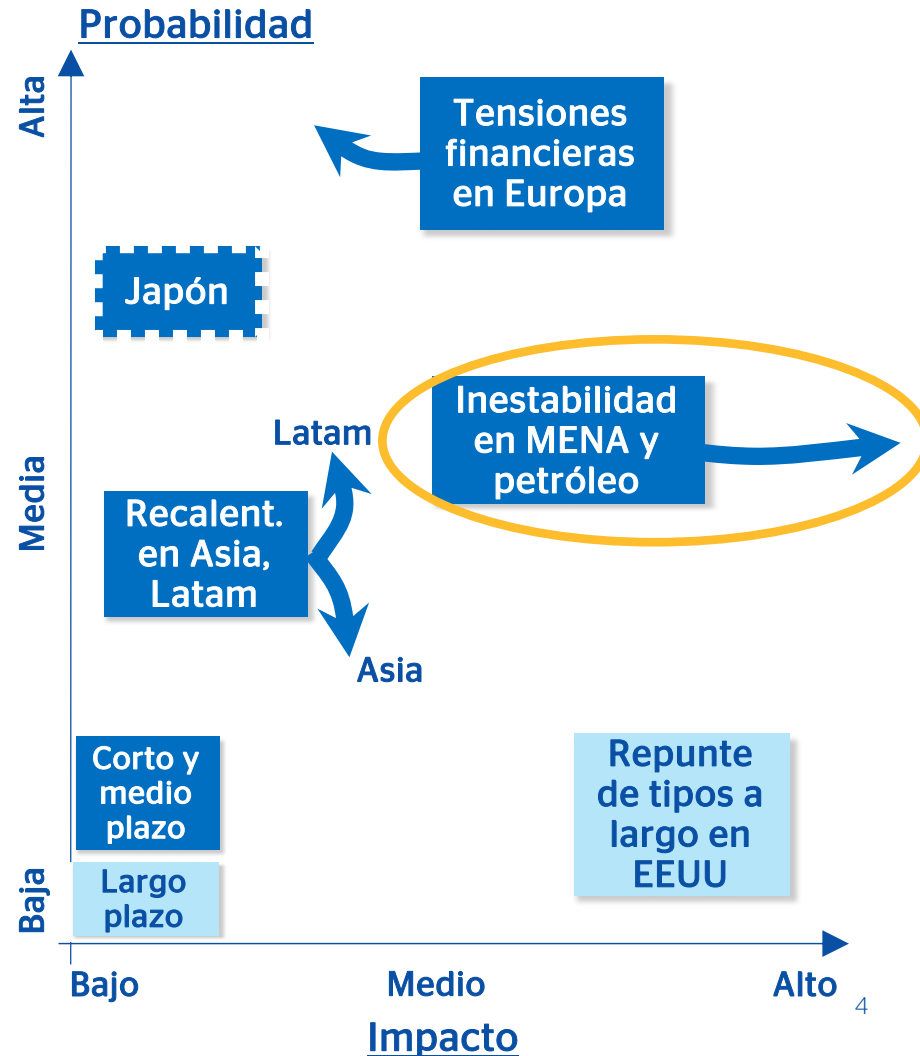 Probabilidad
Alta
Tensiones
financieras
en Europa
Japón
Inestabilidad
en MENA y
petróleo
Latam
Media
Recalent.
en Asia,
Latam
Asia
Corto y
medio
plazo
Repunte
de tipos a
largo en
EEUU
Baja
Largo
plazo
Bajo
Medio
Alto
4
Impacto